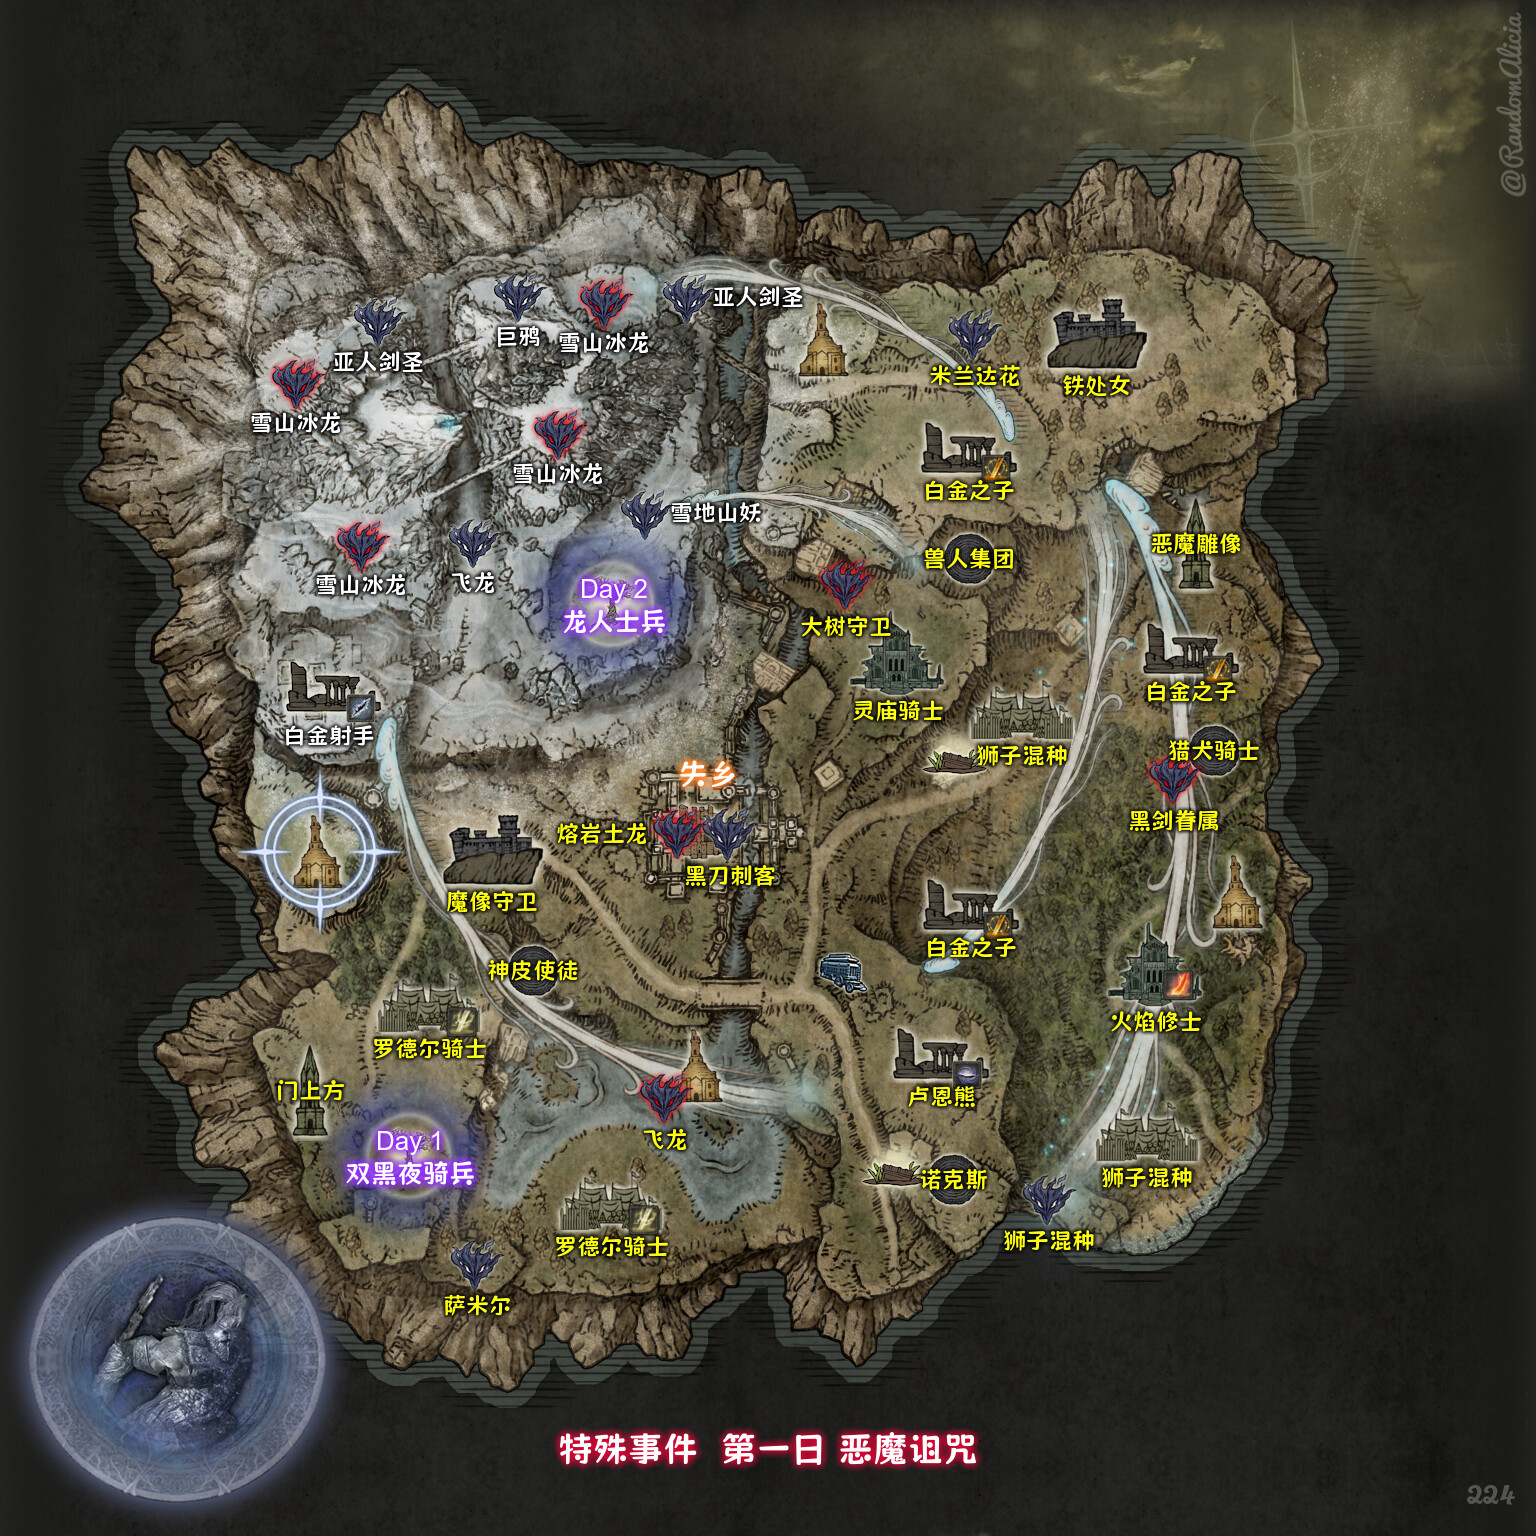 @RandomAlicia
亚人剑圣
巨鸦
雪山冰龙
亚人剑圣
米兰达花
铁处女
雪山冰龙
雪山冰龙
白金之子
雪地山妖
恶魔雕像
兽人集团
雪山冰龙
飞龙
Day 2
龙人士兵
大树守卫
白金之子
灵庙骑士
白金射手
狮子混种
猎犬骑士
失乡
熔岩土龙
黑刀刺客
黑剑眷属
魔像守卫
白金之子
神皮使徒
火焰修士
罗德尔骑士
门上方
卢恩熊
Day 1
双黑夜骑兵
飞龙
诺克斯
狮子混种
狮子混种
罗德尔骑士
萨米尔
特殊事件 第一日 恶魔诅咒
224